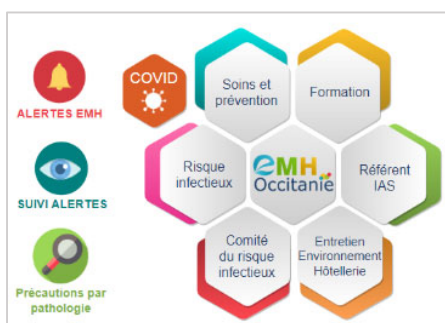 ALERTES EMH
SUIVI ALERTES
Précautions par
pathologie
COVID
Soins et
prévention
Formation
Risque
infectieux
eMH
Occitanie
Référent
IAS
Comité
du risque
infectieux
Entretien
Environnement
Hôtellerie